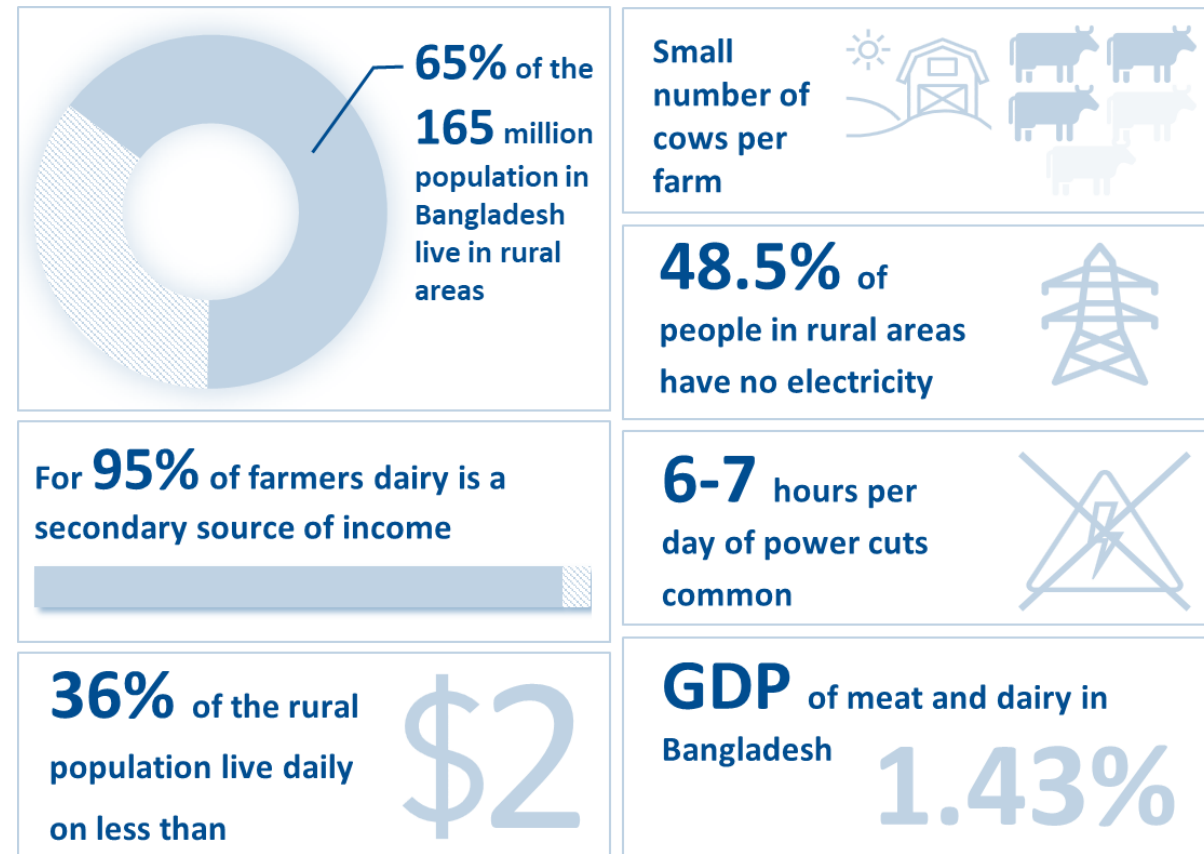 65% of the
165 million
population in
Bangladesh
live in rural
areas
For 95% of farmers dairy is a
secondary source of income
36% of the rural
population live daily
on less than
$2
Small
number of
cows per
farm
48.5% of
people in rural areas
have no electricity
6-7 hours per
day of power cuts
common
GDP of meat and dairy in
Bangladesh
1.43%